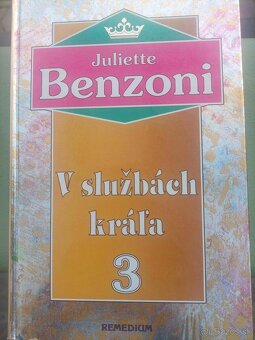 Juliette
Benzoni
V službách
kráľa
3
REMEDIUM